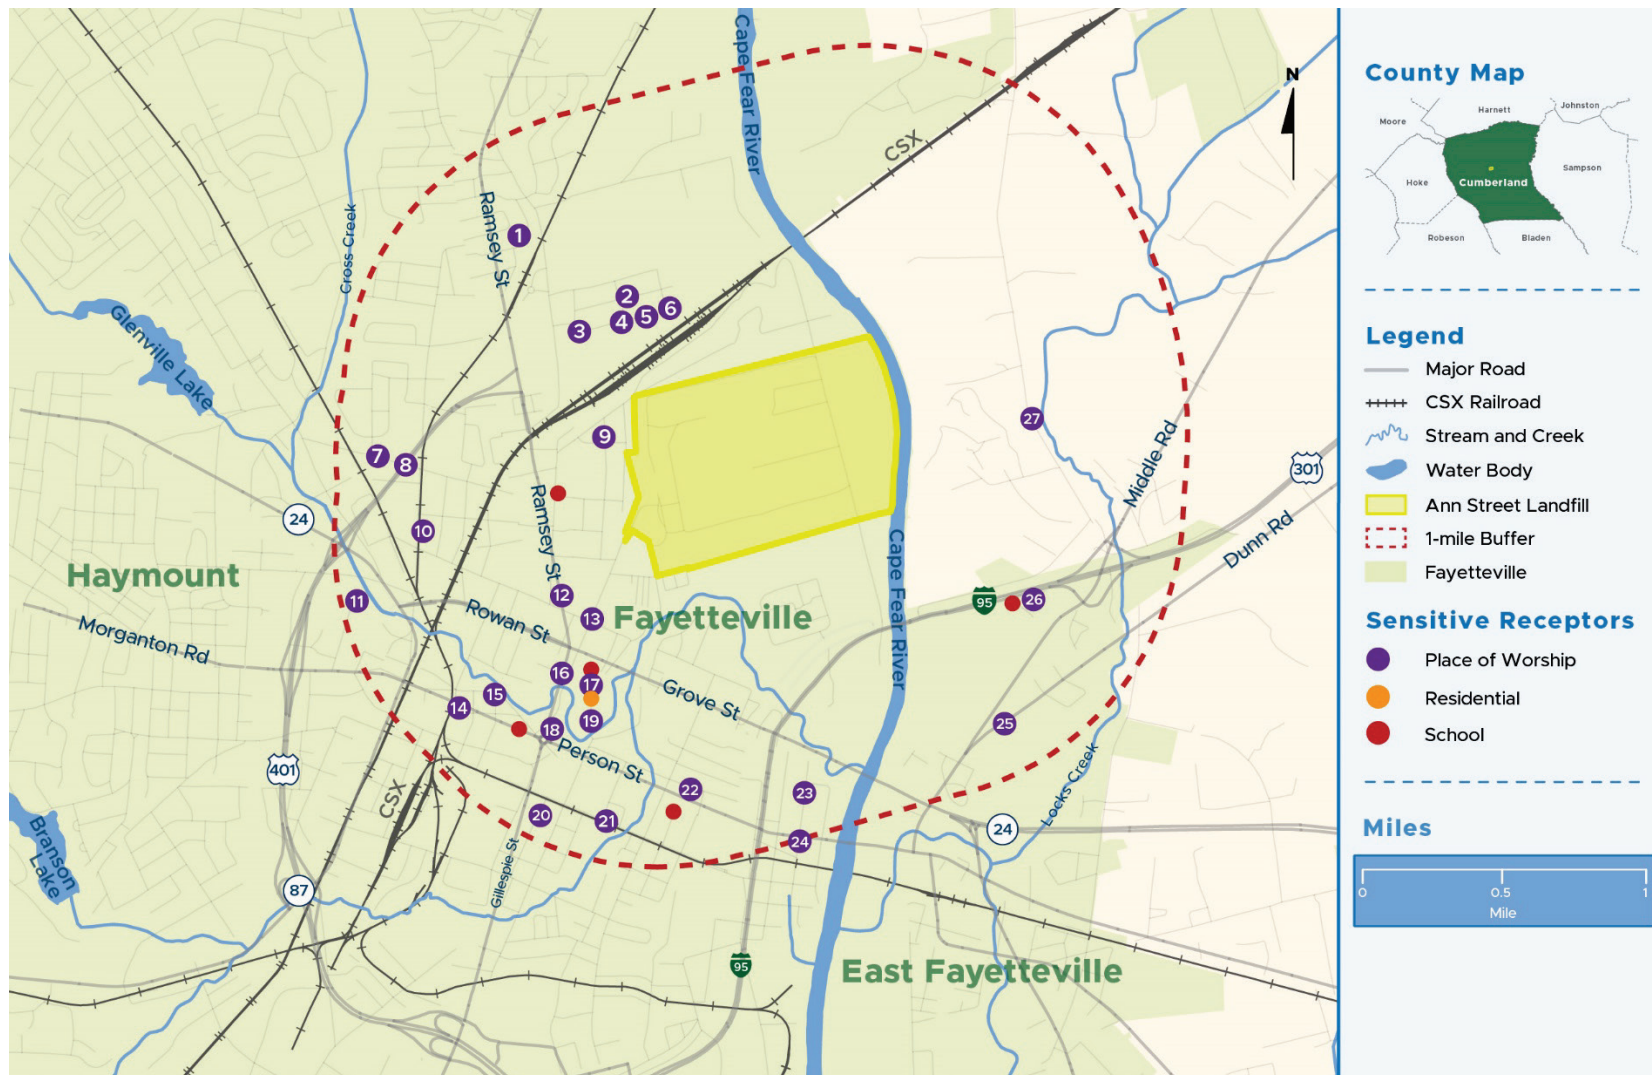 Cape Fear River
CSX
Cross Creek
Ramsey St
1
2
3
4
5
6
Glenville Lake
7
8
9
10
24
Ramsey St
Haymount
11
Morganton Rd
Rowan St
12
13
Fayetteville
Cape Fear River
27
Middle Rd
301
Dunn Rd
95
26
14
15
16
17
18
19
Grove St
Person St
25
401
CSX
20
21
22
23
24
Locks Creek
24
Branson
Lake
87
Gillespie St
95
East Fayetteville
N
County Map
Harnett
Johnston
Moore
Hoke
Cumberland
Sampson
Robeson
Bladen
Legend
Major Road
CSX Railroad
Stream and Creek
Water Body
Ann Street Landfill
1-mile Buffer
Fayetteville
Sensitive Receptors
Place of Worship
Residential
School
Miles
0
0.5
1
Mile